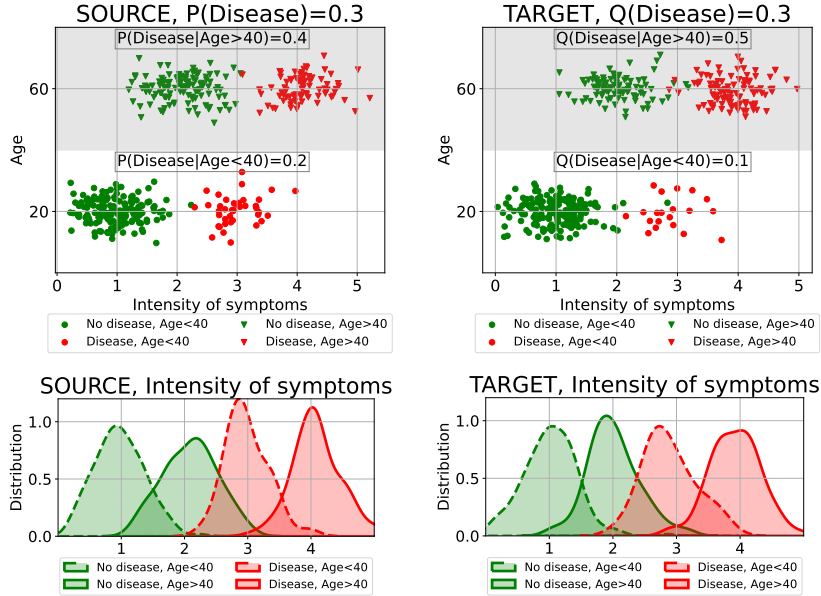 SOURCE, P(Disease)=0.3
P(Disease|Age>40)=0.4
60
Age
P(Disease|Age<40)=0.2
20
0 1 2 3 4 5
Intensity of symptoms
No disease, Age<40
Disease, Age<40
No disease, Age>40
Disease, Age>40
TARGET, Q(Disease)=0.3
Q(Disease|Age>40)=0.5
60
Age
Q(Disease|Age<40)=0.1
20
0 1 2 3 4 5
Intensity of symptoms
No disease, Age<40
Disease, Age<40
No disease, Age>40
Disease, Age>40
SOURCE, Intensity of symptoms
1.0
0.5
0.0
Distribution
1 2 3 4
No disease, Age<40
No disease, Age>40
Disease, Age<40
Disease, Age>40
TARGET, Intensity of symptoms
1.0
0.5
0.0
Distribution
1 2 3 4
No disease, Age<40
No disease, Age>40
Disease, Age<40
Disease, Age>40